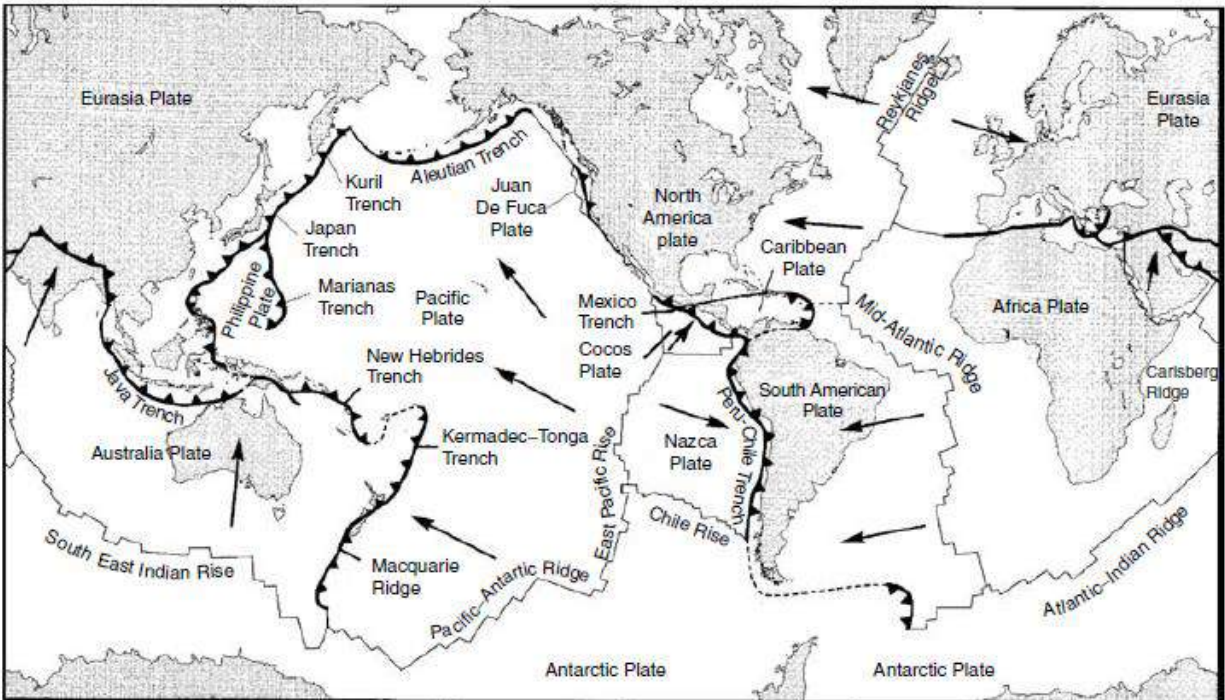 Eurasia Plate
Reykjanes
Ridge
Eurasia
Plate
Aleutian Trench
Kuril
Trench
Juan
De Fuca
Plate
North
America
plate
Japan
Trench
Caribbean
Plate
Philippine
Plate
Marianas
Trench
Pacific
Plate
Mexico
Trench
Africa Plate
Mid-Atlantic Ridge
New Hebrides
Trench
Cocos
Plate
Carlsberg
Ridge
Java Trench
South American
Plate
Peru-Chile Trench
Australia Plate
Kermadec–Tonga
Trench
Nazca
Plate
East Pacific Rise
Chile Rise
South East Indian Rise
Macquarie
Ridge
Pacific-Antartic Ridge
Atlantic-Indian Ridge
Antarctic Plate
Antarctic Plate